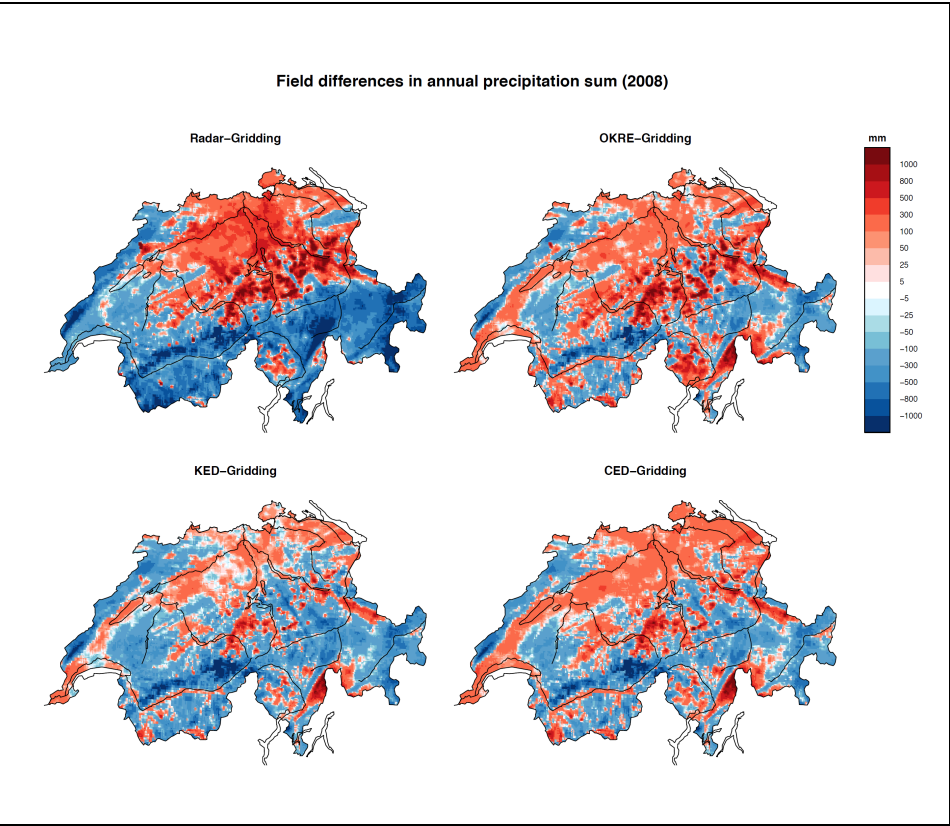 Field differences in annual precipitation sum (2008)
Radar−Gridding
OKRE−Gridding
mm
1000
800
500
300
100
50
25
5
−5
−25
−50
−100
−300
−500
−800
−1000
KED−Gridding
CED−Gridding